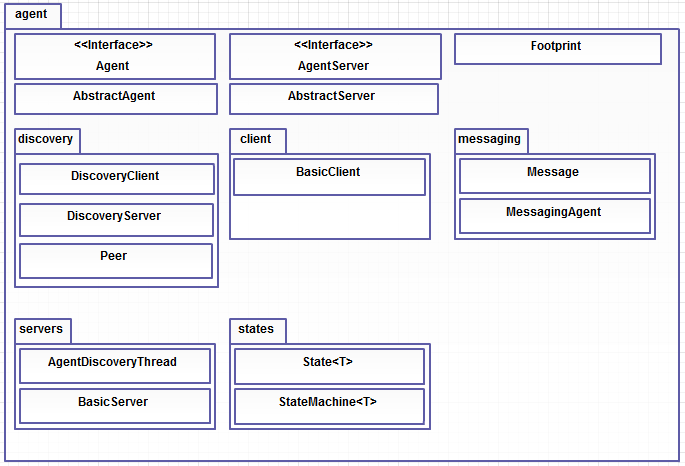 agent
<<Interface>>
Agent
<<Interface>>
AgentServer
Footprint
AbstractAgent
AbstractServer
discovery
DiscoveryClient
DiscoveryServer
Peer
client
BasicClient
messaging
Message
MessagingAgent
servers
AgentDiscoveryThread
BasicServer
states
State<T>
StateMachine<T>